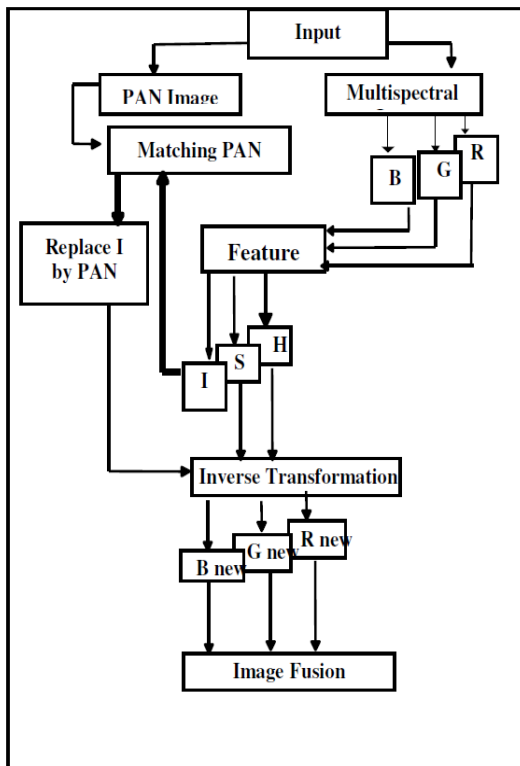 Input
PAN Image
Multispectral
Matching PAN
B
G
R
Replace I
by PAN
Feature
I
S
H
Inverse Transformation
B new
G new
R new
Image Fusion